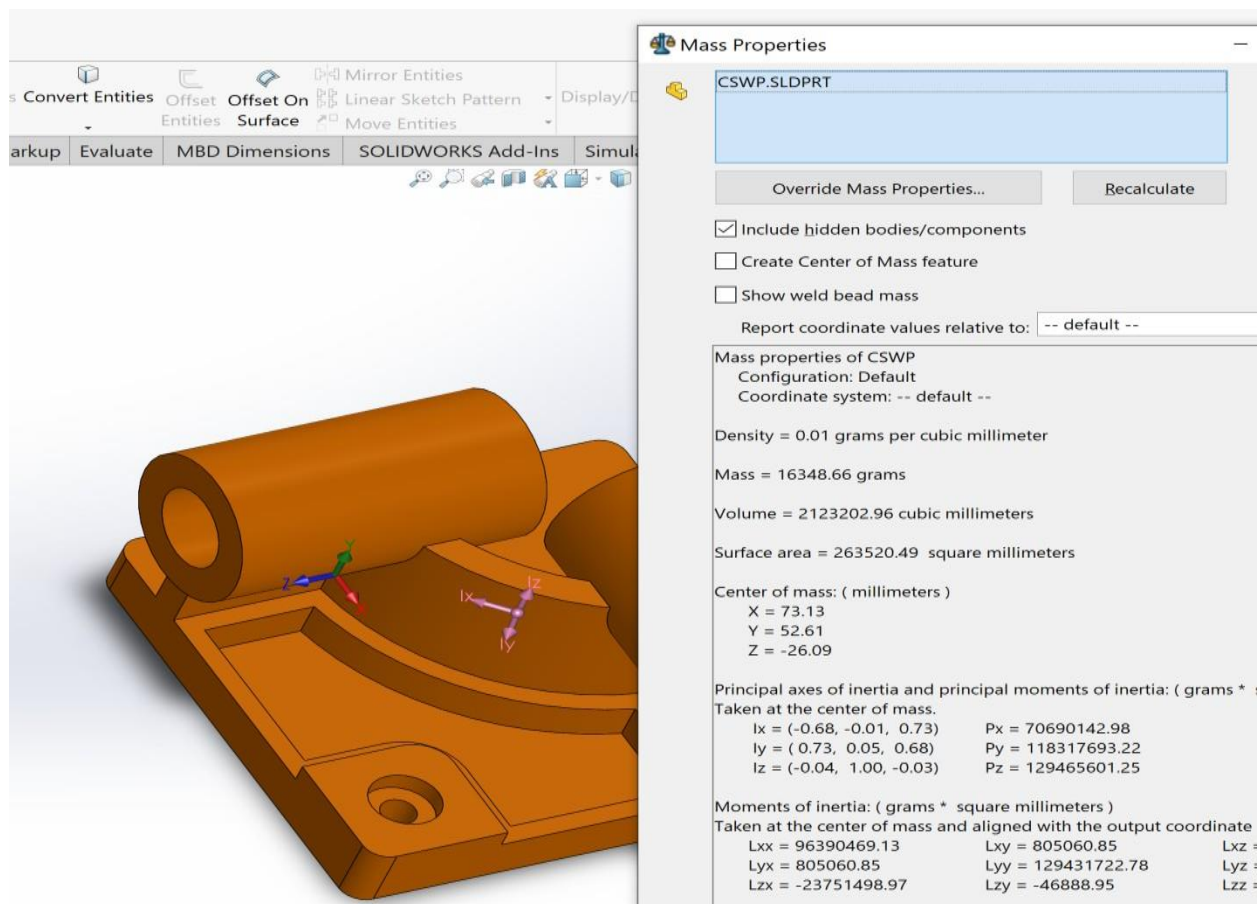 Mass Properties
Mirror Entities
s Convert Entities Offset Entities Offset On Surface Linear Sketch Pattern Display/D
Move Entities
arkup Evaluate MBD Dimensions SOLIDWORKS Add-Ins Simula
CSWP.SLDPRT
Override Mass Properties... Recalculate
Include hidden bodies/components
Create Center of Mass feature
Show weld bead mass
Report coordinate values relative to: -- default --
Mass properties of CSWP
Configuration: Default
Coordinate system: -- default --
Density = 0.01 grams per cubic millimeter
Mass = 16348.66 grams
Volume = 2123202.96 cubic millimeters
Surface area = 263520.49 square millimeters
Center of mass: ( millimeters )
X = 73.13
Y = 52.61
Z = -26.09
Principal axes of inertia and principal moments of inertia: ( grams * s
Taken at the center of mass.
Ix = (-0.68, -0.01, 0.73) Px = 70690142.98
Iy = ( 0.73, 0.05, 0.68) Py = 118317693.22
Iz = (-0.04, 1.00, -0.03) Pz = 129465601.25
Moments of inertia: ( grams * square millimeters )
Taken at the center of mass and aligned with the output coordinate
Lxx = 96390469.13 Lxy = 805060.85 Lxz =
Lyx = 805060.85 Lyy = 129431722.78 Lyz =
Lzx = -23751498.97 Lzy = -46888.95 Lzz =
Y
Z
Iz
Ix
Iy